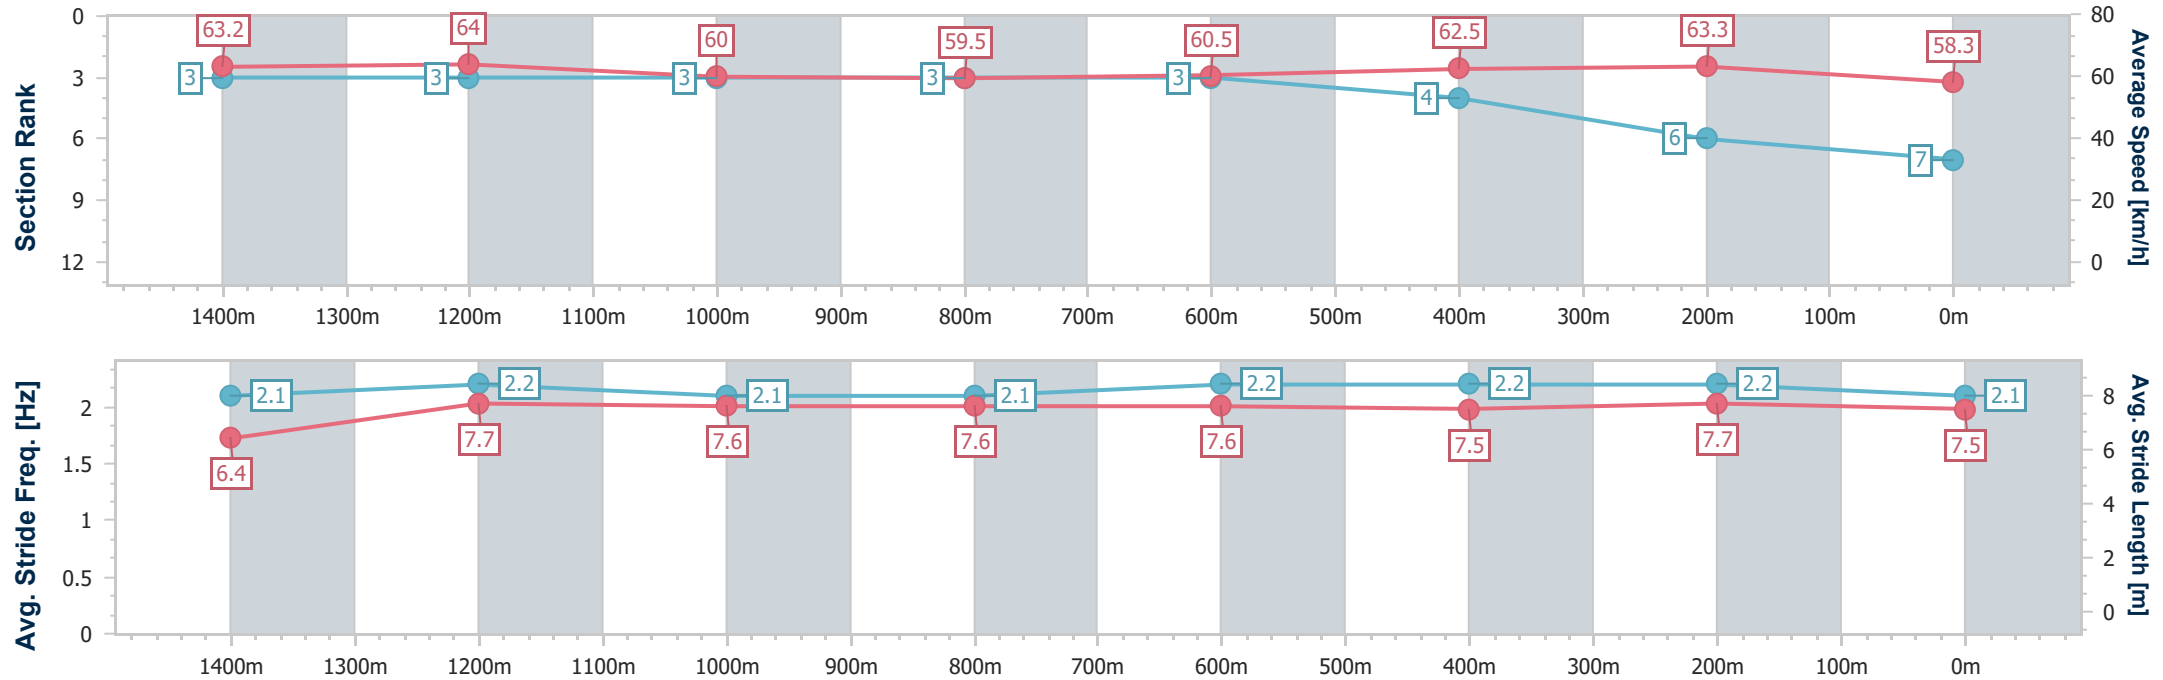 63.2 64 60 59.5 60.5 62.5 63.3 58.3
3 3 3 3 3 4 6 7
0 3 6 9 12
Section Rank
80 60 40 20 0
Average Speed [km/h]
1400m 1300m 1200m 1100m 1000m 900m 800m 700m 600m 500m 400m 300m 200m 100m 0m
2.1 2.2 2.1 2.1 2.2 2.2 2.2 2.1
6.4 7.7 7.6 7.6 7.6 7.5 7.7 7.5
2 1.5 1 0.5 0
Avg. Stride Freq. [Hz]
8 6 4 2 0
Avg. Stride Length [m]
1400m 1300m 1200m 1100m 1000m 900m 800m 700m 600m 500m 400m 300m 200m 100m 0m